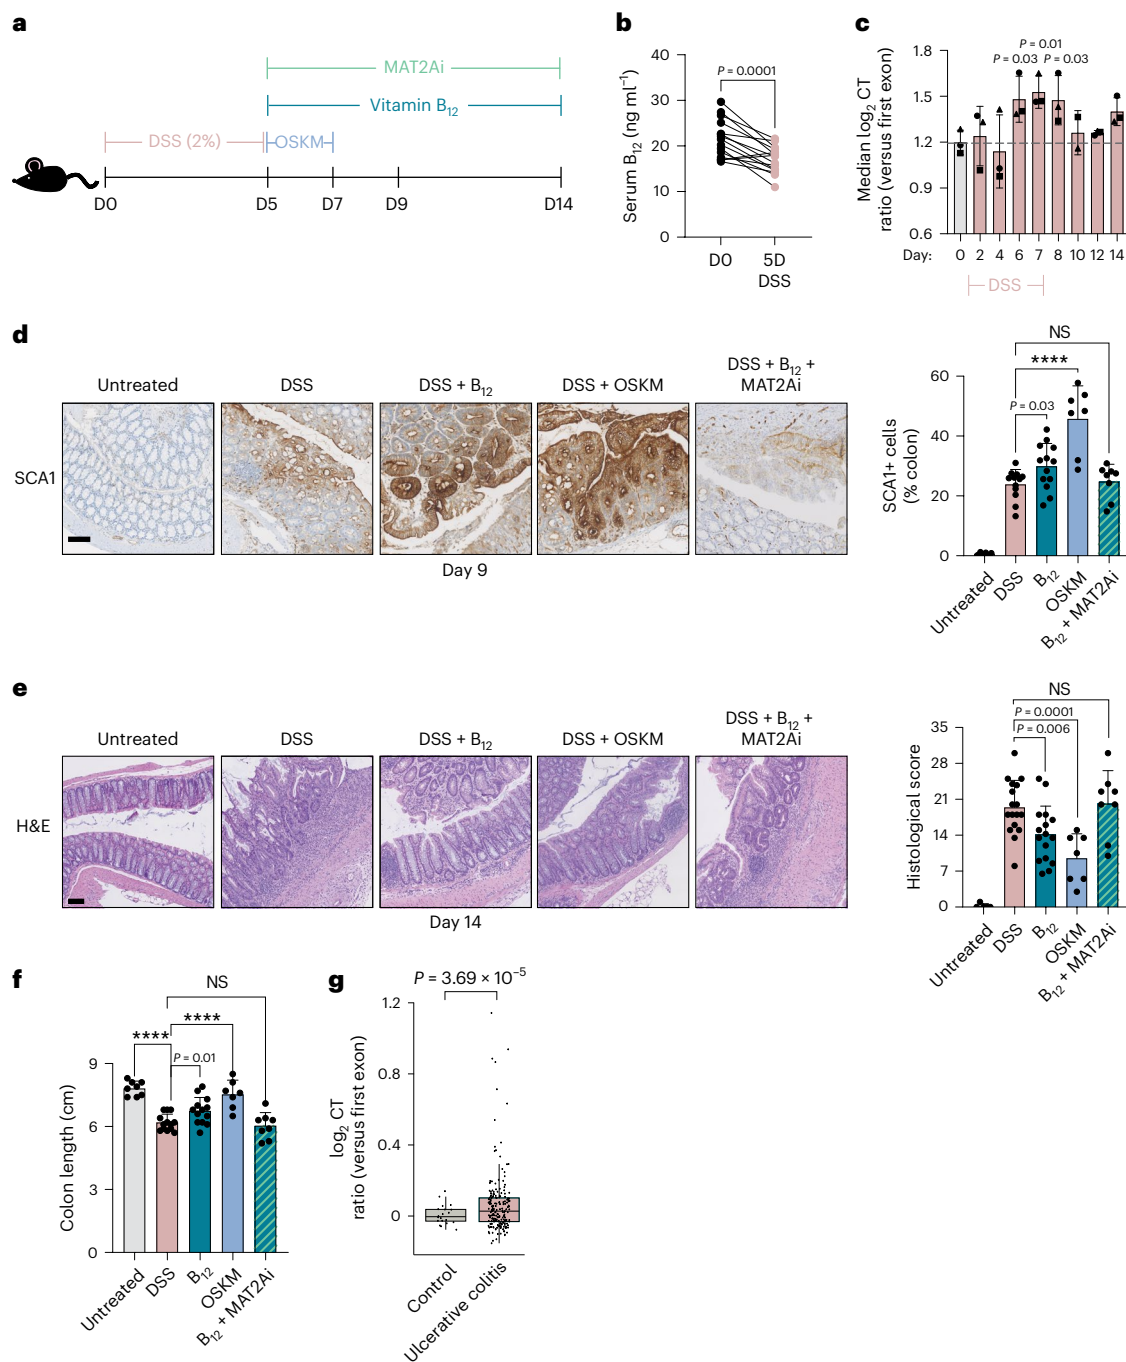 a
MAT2Ai
Vitamin B12
DSS (2%)
OSKM
D0
D5
D7
D9
D14
b
Serum B12 (ng ml−1)
40
30
20
10
0
P = 0.0001
D0
5D
DSS
c
Median log2 CT
ratio (versus first exon)
1.8
1.5
1.2
0.9
0.6
P = 0.01
P = 0.03
P = 0.03
Day:
0
2
4
6
7
8
10
12
14
DSS
d
Untreated
DSS
DSS + B12
DSS + OSKM
DSS + B12 +
MAT2Ai
SCA1
Day 9
SCA1+ cells
(% colon)
60
40
20
0
NS
****
P = 0.03
Untreated
DSS
B12
OSKM
B12 + MAT2Ai
e
Untreated
DSS
DSS + B12
DSS + OSKM
DSS + B12 +
MAT2Ai
H&E
Day 14
Histological score
35
28
21
14
7
0
NS
P = 0.0001
P = 0.006
Untreated
DSS
B12
OSKM
B12 + MAT2Ai
f
Colon length (cm)
9
6
3
0
NS
****
****
P = 0.01
Untreated
DSS
B12
OSKM
B12 + MAT2Ai
g
P = 3.69 × 10−5
log2 CT
ratio (versus first exon)
1.2
0.8
0.4
0
Control
Ulcerative colitis